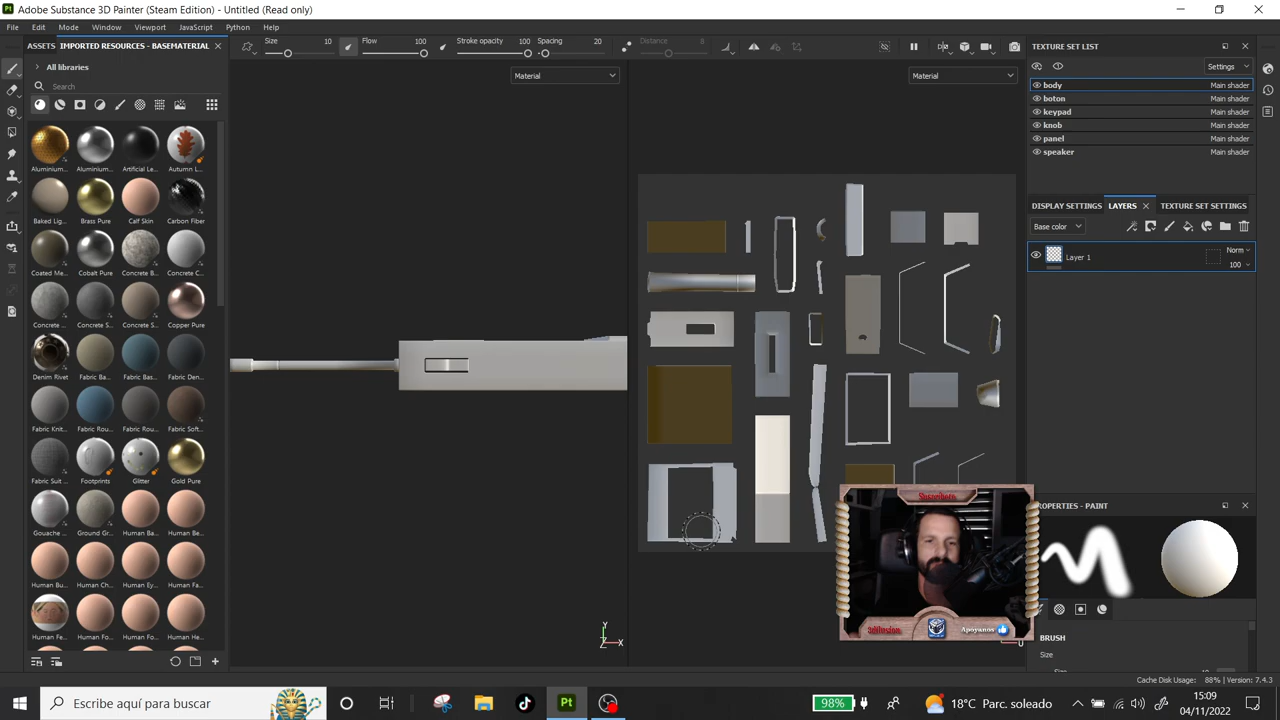 Adobe Substance 3D Painter (Steam Edition) - Untitled (Read only)
File Edit Mode Window Viewport JavaScript Python Help
ASSETS IMPORTED RESOURCES - BASEMATERIAL
Size 10 Flow 100 Stroke opacity 100 Spacing 20 Distance 8
All libraries
Search
Material
Material
Aluminium... Aluminium... Artificial Le... Autumn L...
Baked Lig... Brass Pure Calf Skin Carbon Fiber
Coated Me... Cobalt Pure Concrete B... Concrete C...
Concrete ... Concrete S... Concrete S... Copper Pure
Denim Rivet Fabric Ba... Fabric Bas... Fabric Den...
Fabric Knit... Fabric Rou... Fabric Rou... Fabric Soft...
Fabric Suit ... Footprints Glitter Gold Pure
Gouache ... Ground Gr... Human Ba... Human Be...
Human Bu... Human Ch... Human Ey... Human Fa...
Human Fe... Human Fo... Human Fo... Human He...
Y
Z X
TEXTURE SET LIST
Settings
body Main shader
boton Main shader
keypad Main shader
knob Main shader
panel Main shader
speaker Main shader
DISPLAY SETTINGS LAYERS TEXTURE SET SETTINGS
Base color
Layer 1 Norm
100
PROPERTIES - PAINT
BRUSH
Size
10
Apoyanos
U
Cache Disk Usage: 88% | Version: 7.4.3
Escribe aquí para buscar
Pt
98%
18°C Parc. soleado
15:09
04/11/2022